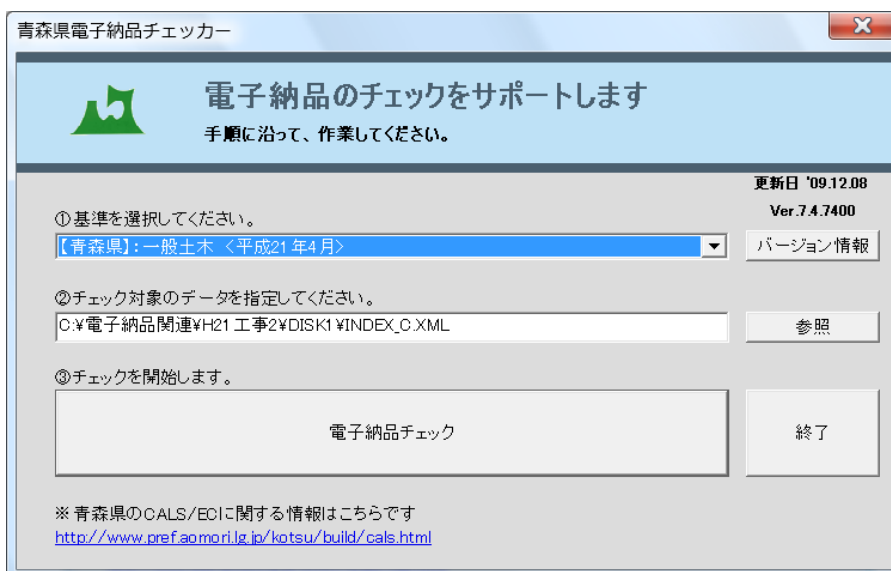 青森県電子納品チェッカー
電子納品のチェックをサポートします
手順に沿って、作業してください。
更新日 '09.12.08
Ver.7.4.7400
①基準を選択してください。
【青森県】:一般土木 〈平成21年4月〉
バージョン情報
②チェック対象のデータを指定してください。
C:¥電子納品関連¥H21工事2¥DISK1¥INDEX_C.XML
参照
③チェックを開始します。
電子納品チェック
終了
※ 青森県のCALS/ECに関する情報はこちらです
http://www.pref.aomori.lg.jp/kotsu/build/cals.html